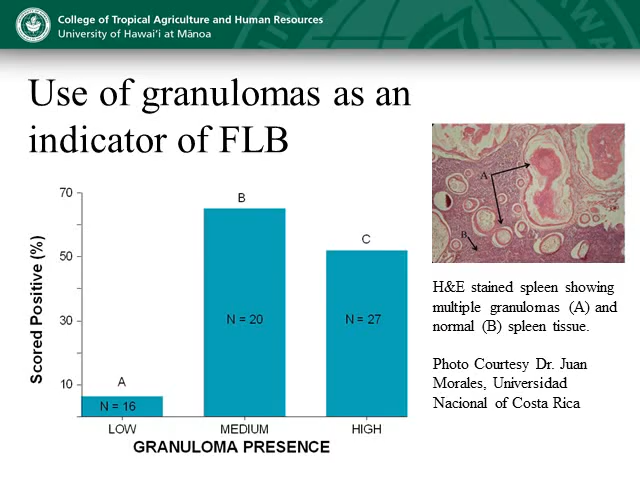 College of Tropical Agriculture and Human Resources
University of Hawai‘i at Mānoa
Use of granulomas as an
indicator of FLB
Scored Positive (%)
70
50
30
10
A
B
C
N = 16
N = 20
N = 27
LOW
MEDIUM
HIGH
GRANULOMA PRESENCE
A
B
H&E stained spleen showing
multiple granulomas (A) and
normal (B) spleen tissue.
Photo Courtesy Dr. Juan
Morales, Universidad
Nacional of Costa Rica